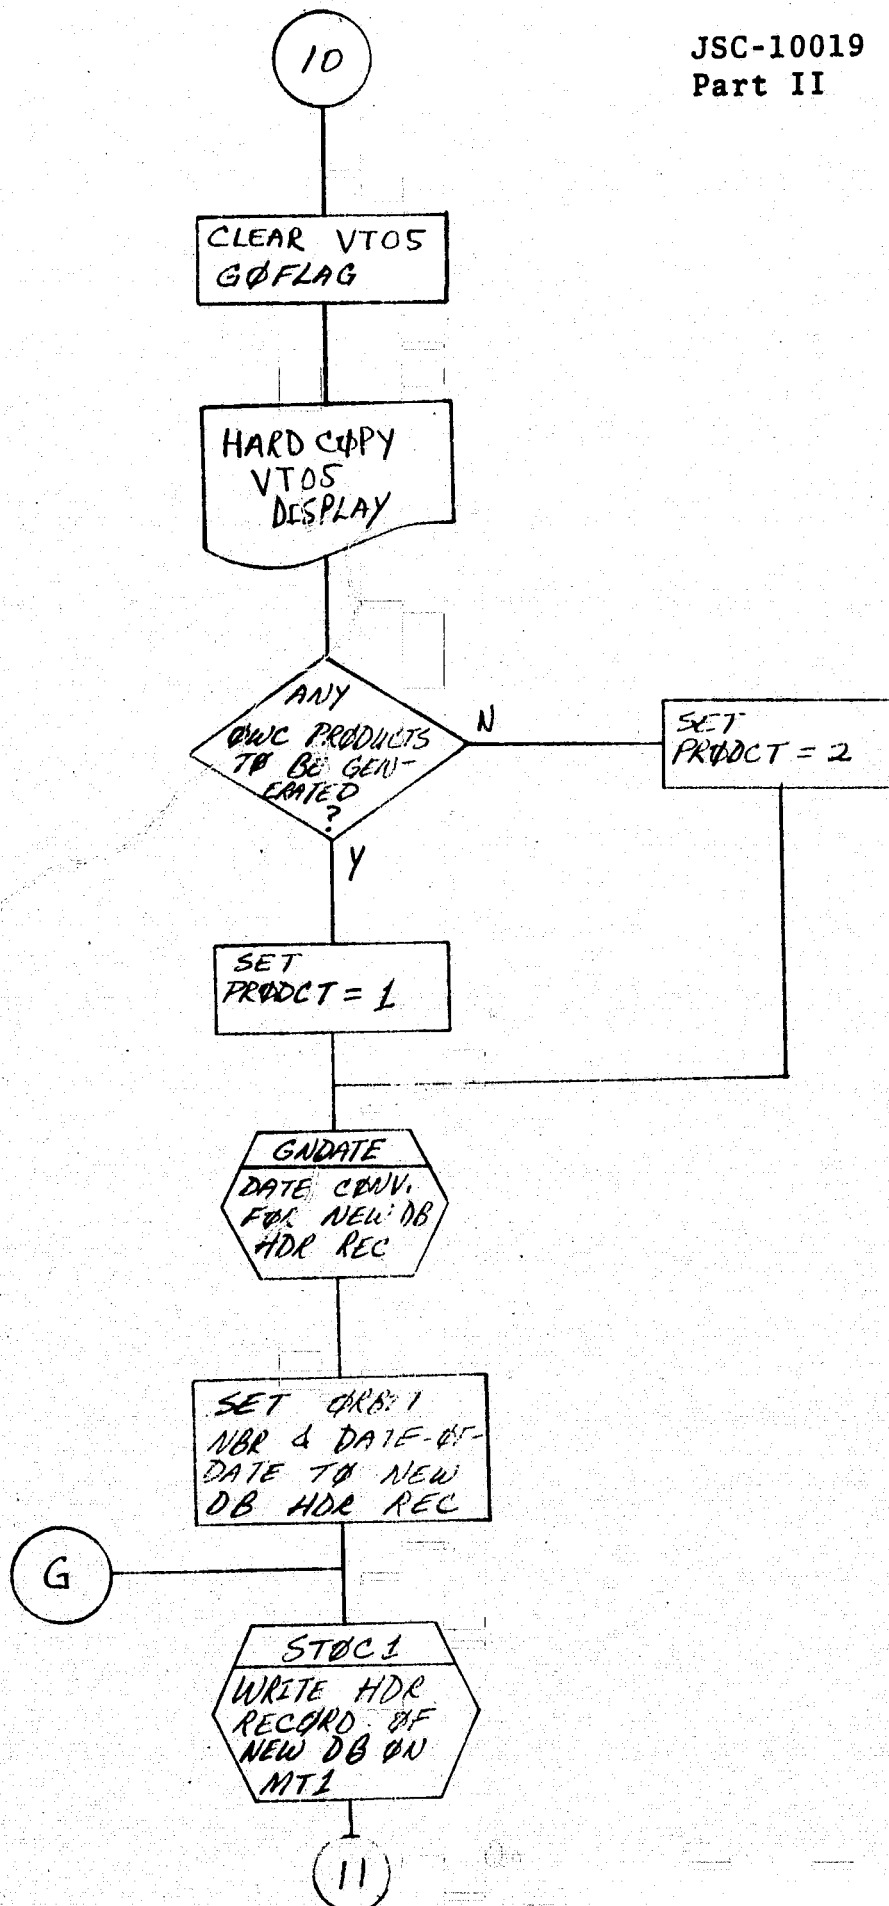 JSC-10019
Part II
10
CLEAR VT05
GØFLAG
HARD CØPY
VT05
DISPLAY
ANY
ØWC PRØDUCTS
TØ BE GEN-
ERATED
?
N
SET
PRØDCT = 2
Y
SET
PRØDCT = 1
GNDATE
DATE CØNV.
FØR NEW DB
HDR REC
SET ØRBIT
NBR & DATE-ØF-
DATE TØ NEW
DB HDR REC
G
STØC1
WRITE HDR
RECØRD ØF
NEW DB ØN
MT1
11